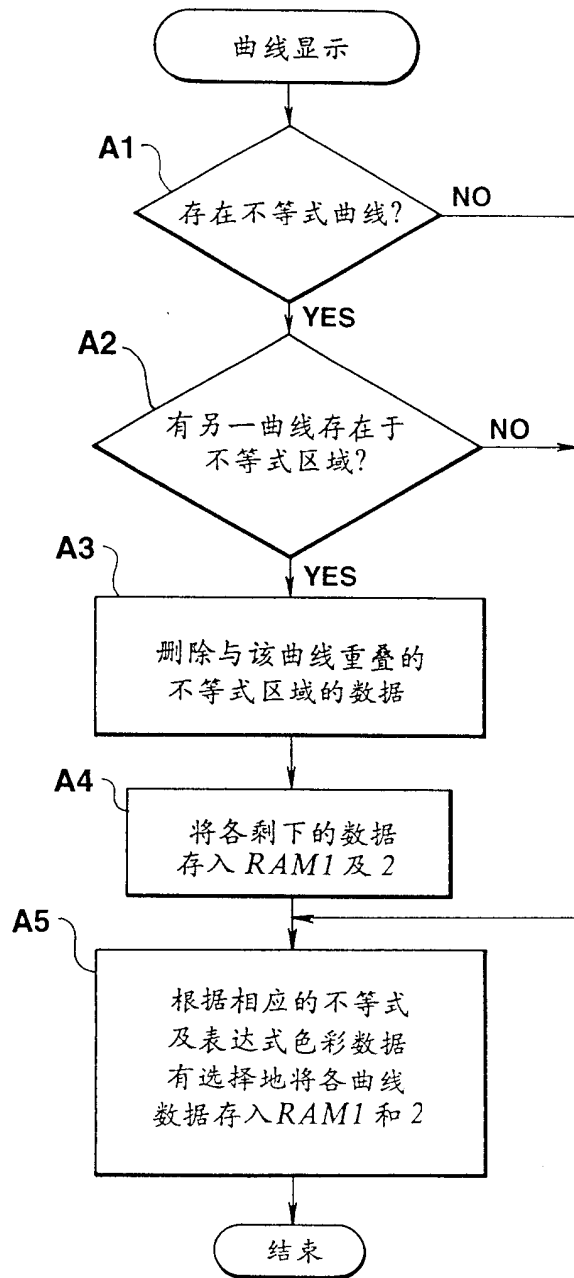 曲线显示
A1
存在不等式曲线?
NO
YES
A2
有另一曲线存在于
不等式区域?
NO
YES
A3
删除与该曲线重叠的
不等式区域的数据
A4
将各剩下的数据
存入 RAM1 及 2
A5
根据相应的不等式
及表达式色彩数据
有选择地将各曲线
数据存入RAM1 和 2
结束